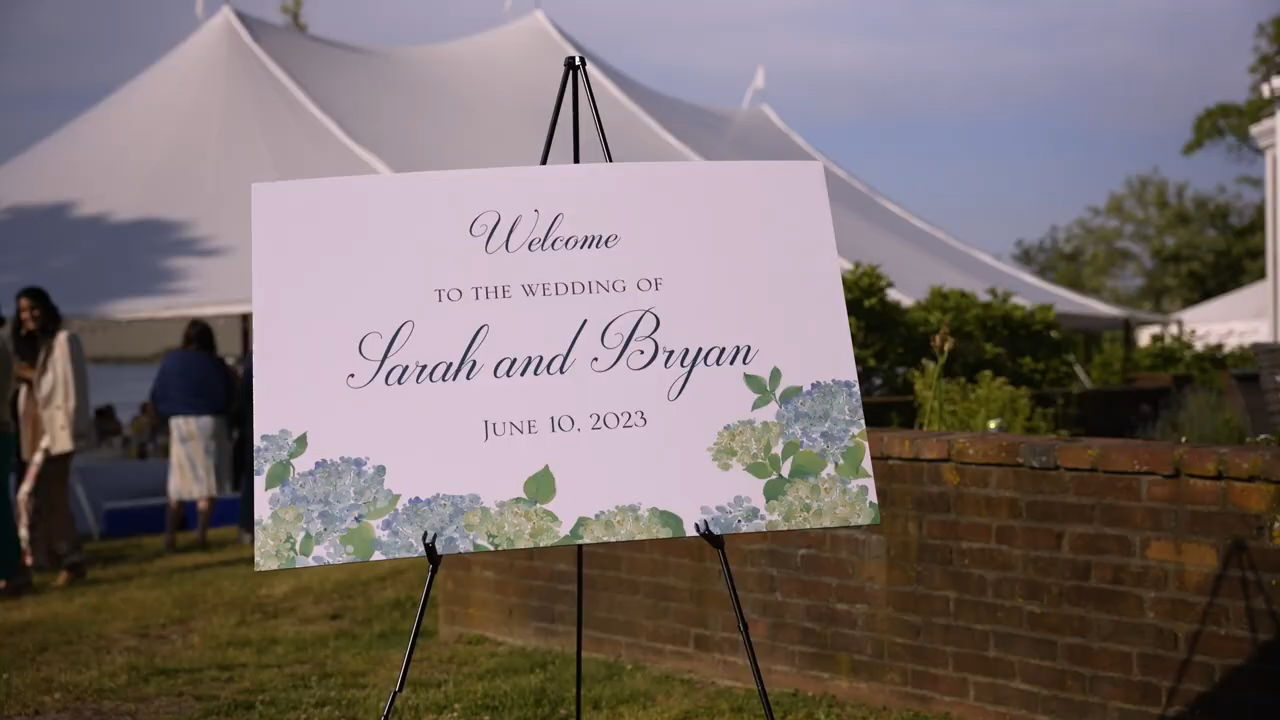 Welcome
TO THE WEDDING OF
Sarah and Bryan
JUNE 10, 2023